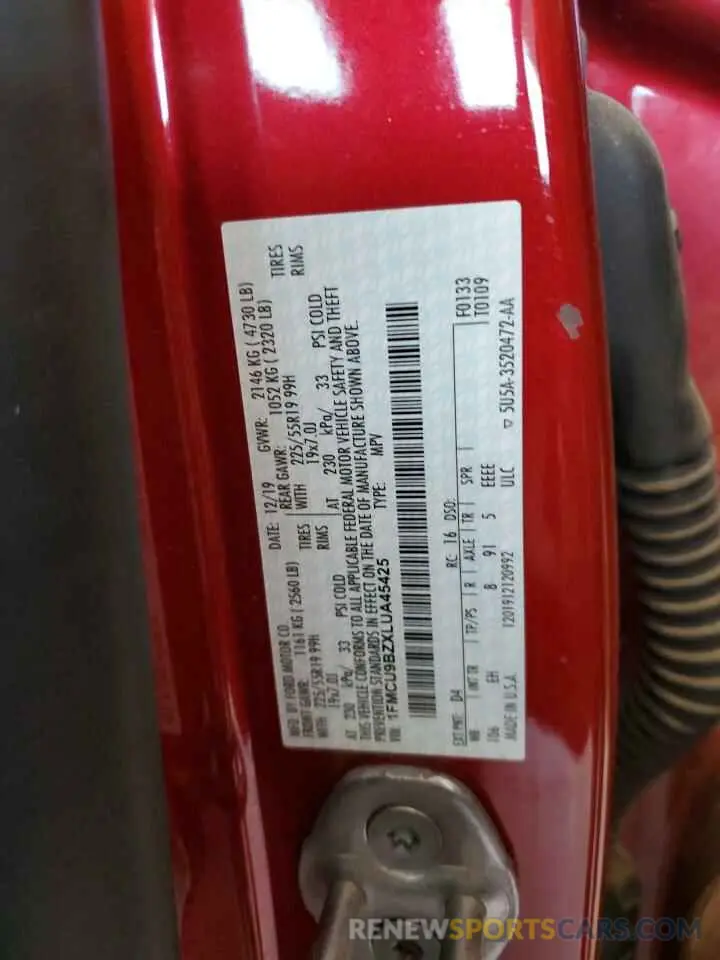 MFD. BY FORD MOTOR CO. DATE: 12/19 GVWR: 2146 KG ( 4730 LB)
FRONT GAWR: 1161 KG ( 2560 LB) REAR GAWR: 1052 KG ( 2320 LB)
WITH 225/55R19 99H TIRES WITH 225/55R19 99H TIRES
19x7.0J RIMS 19x7.0J RIMS
AT 230 kPa/ 33 PSI COLD AT 230 kPa/ 33 PSI COLD
THIS VEHICLE CONFORMS TO ALL APPLICABLE FEDERAL MOTOR VEHICLE SAFETY AND THEFT
PREVENTION STANDARDS IN EFFECT ON THE DATE OF MANUFACTURE SHOWN ABOVE.
VIN: 1FMCU9BZXLUA45425 TYPE: MPV
F0133
T0109
EXT PNT: D4 RC: 16 DSO:
WB INT TR TP/PS R AXLE TR SPR
106 EH 8 91 5 EEEE
MADE IN U.S.A. 1201912120992 ULC 5U5A-3520472-AA
RENEWSPORTSCARS.COM